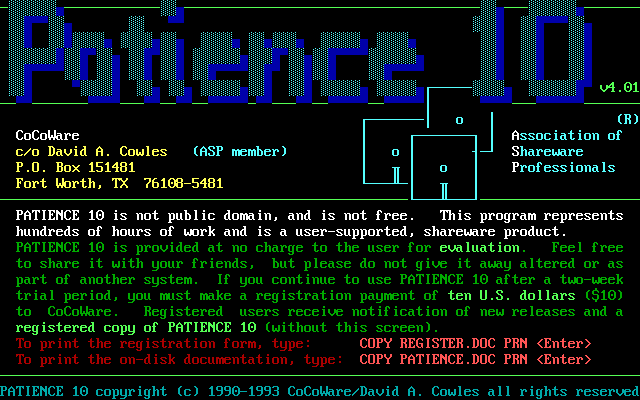 Patience 10
v4.01
(R)
CoCoWare
Association of
c/o David A. Cowles (ASP member)
Shareware
P.O. Box 151481
Professionals
Fort Worth, TX 76108-5481
PATIENCE 10 is not public domain, and is not free. This program represents
hundreds of hours of work and is a user-supported, shareware product.
PATIENCE 10 is provided at no charge to the user for evaluation. Feel free
to share it with your friends, but please do not give it away altered or as
part of another system. If you continue to use PATIENCE 10 after a two-week
trial period, you must make a registration payment of ten U.S. dollars ($10)
to CoCoWare. Registered users receive notification of new releases and a
registered copy of PATIENCE 10 (without this screen).
To print the registration form, type: COPY REGISTER.DOC PRN <Enter>
To print the on-disk documentation, type: COPY PATIENCE.DOC PRN <Enter>
PATIENCE 10 copyright (c) 1990-1993 CoCoWare/David A. Cowles all rights reserved